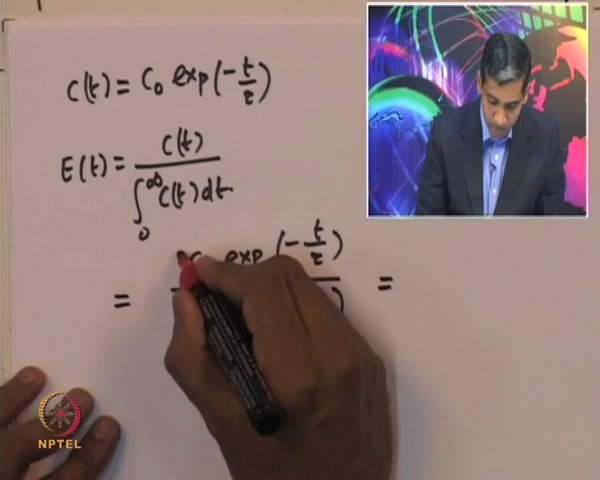 C(t) = C₀ exp(-t/τ)
E(t) = C(t) / ∫₀^∞ C(t) dt
= exp(-t/τ) =
NPTEL